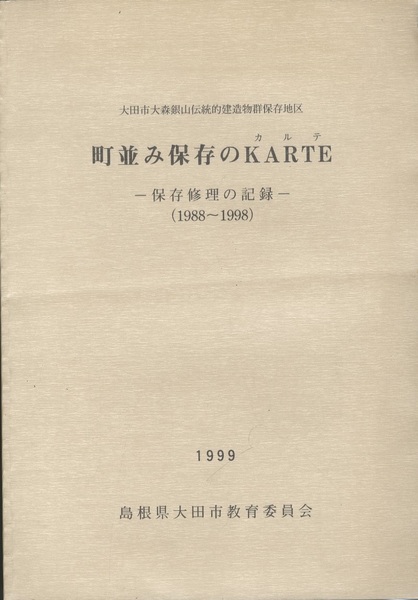 大田市大森銀山伝統的建造物群保存地区
カルテ
町並み保存のKARTE
―保存修理の記録―
(1988～1998)
1999
島根県大田市教育委員会